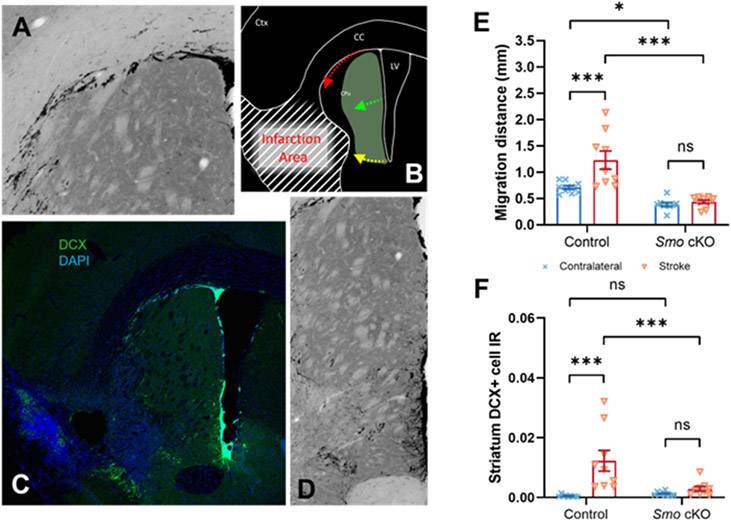 A
Ctx
CC
LV
CPu
Infarction
Area
B
DCX
DAPI
C
D
E
Migration distance (mm)
3.5
3.0
2.5
2.0
1.5
1.0
0.5
0.0
*
***
***
ns
Control
Smo cKO
Contralateral
Stroke
F
Striatum DCX+ cell IR
0.06
0.04
0.02
0.00
ns
***
***
ns
Control
Smo cKO